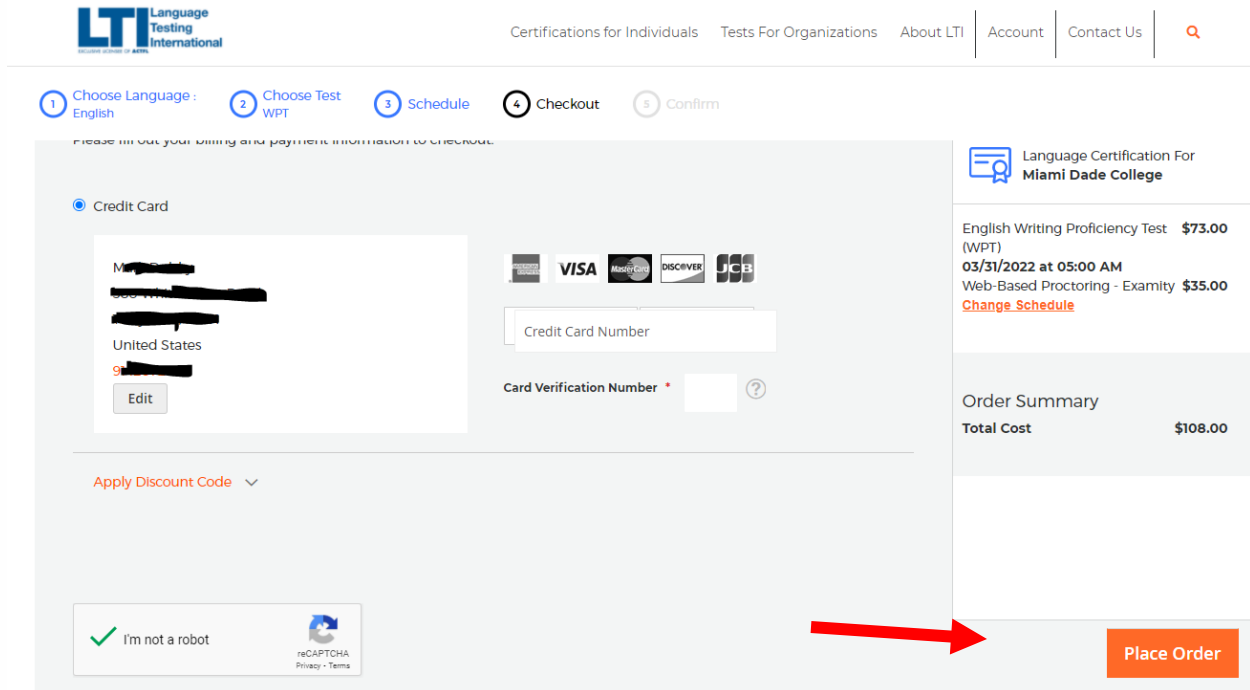 LTI Language
Testing
International
Certifications for Individuals Tests For Organizations About LTI Account Contact Us
1 Choose Language :
English
2 Choose Test
WPT
3 Schedule
4 Checkout
5 Confirm
Please fill out your billing and payment information to checkout.
Credit Card
United States
Edit
AMERICAN EXPRESS VISA MasterCard DISCOVER JCB
Credit Card Number
Card Verification Number * ?
Apply Discount Code
I'm not a robot
reCAPTCHA
Privacy - Terms
Language Certification For
Miami Dade College
English Writing Proficiency Test $73.00
(WPT)
03/31/2022 at 05:00 AM
Web-Based Proctoring - Examity $35.00
Change Schedule
Order Summary
Total Cost $108.00
Place Order